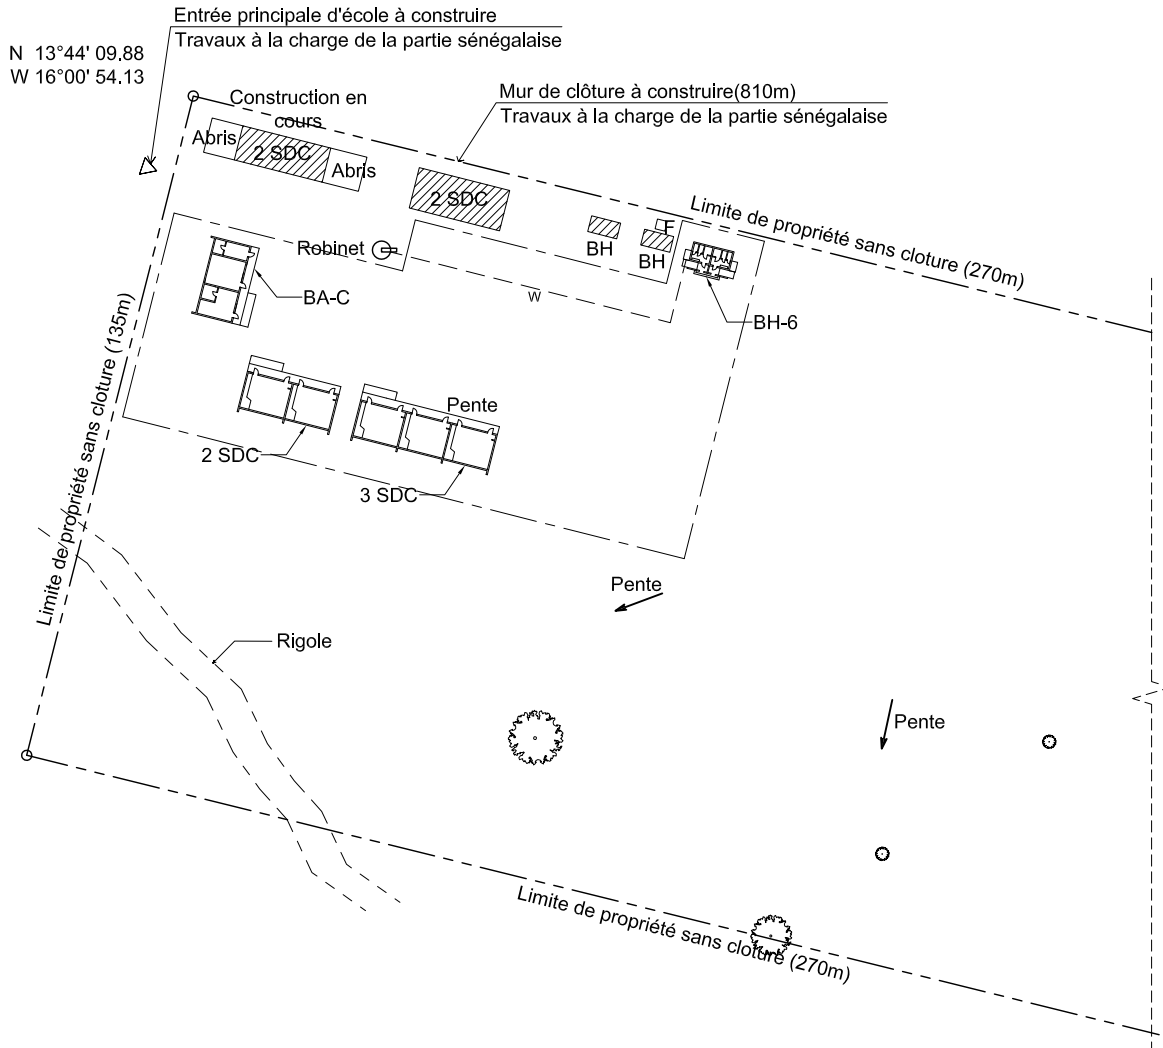 Entrée principale d'école à construire
Travaux à la charge de la partie sénégalaise
N 13°44' 09.88
W 16°00' 54.13
Mur de clôture à construire(810m)
Travaux à la charge de la partie sénégalaise
Construction en
cours
Abris
2 SDC
Abris
2 SDC
Limite de propriété sans cloture (270m)
F
BH
BH
Robinet
BA-C
W
BH-6
Limite de propriété sans cloture (135m)
Pente
2 SDC
3 SDC
Pente
Rigole
Pente
Limite de propriété sans cloture (270m)